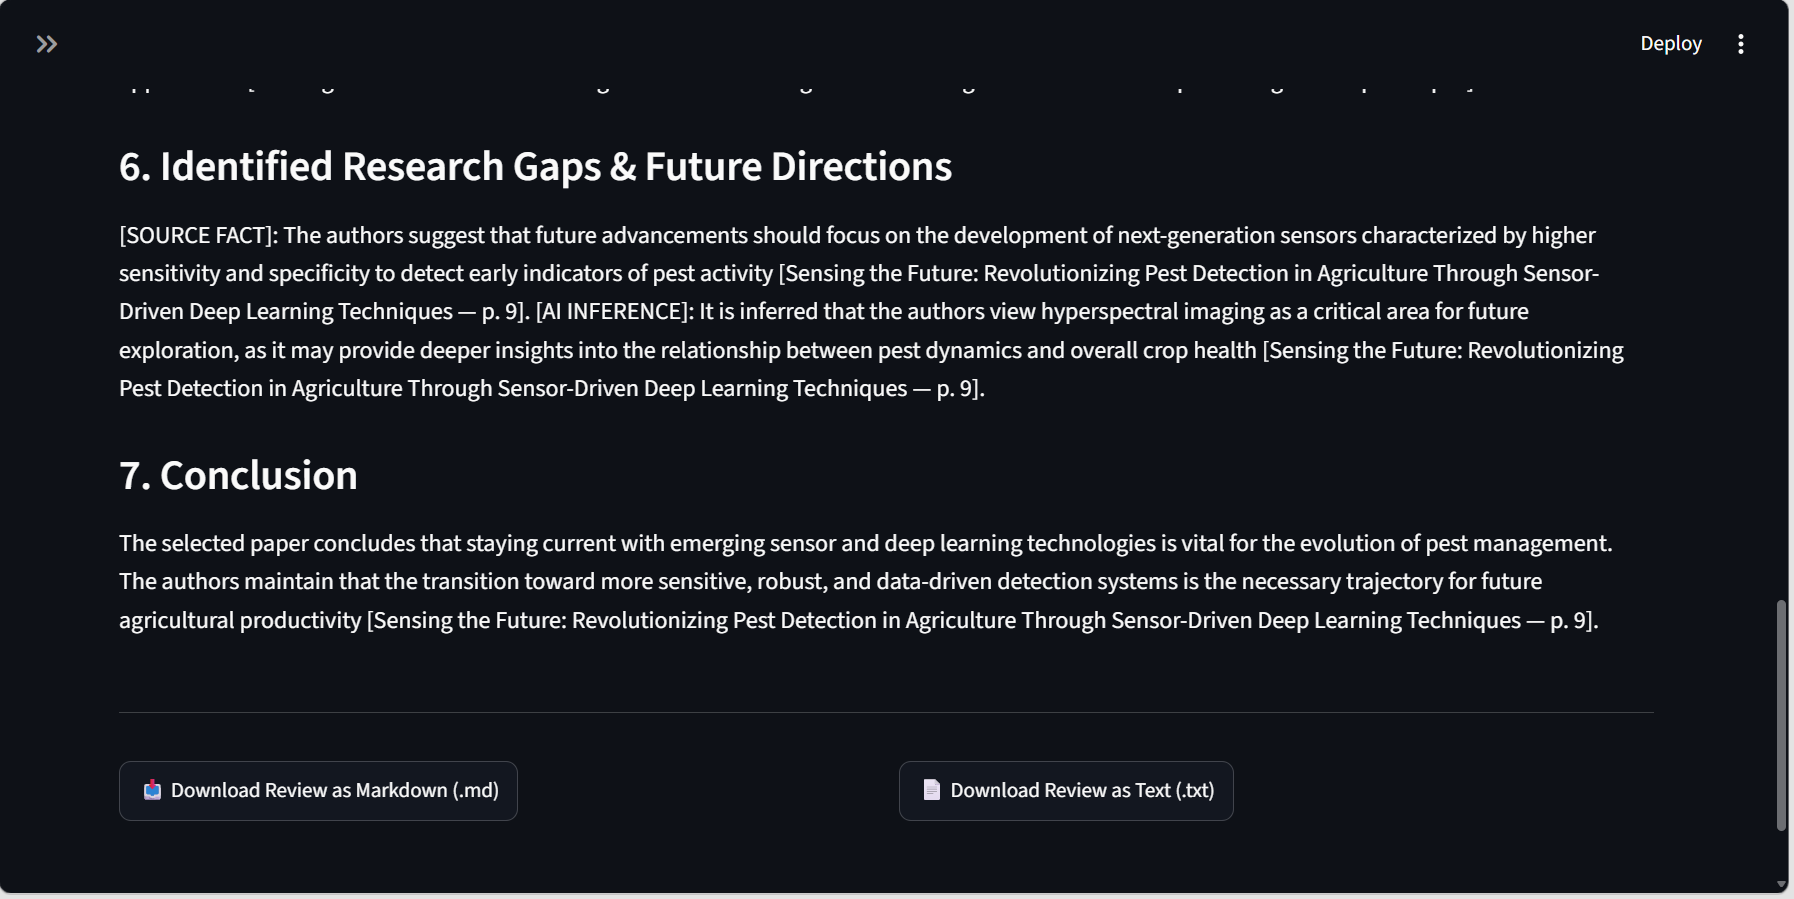 Deploy
6. Identified Research Gaps & Future Directions
[SOURCE FACT]: The authors suggest that future advancements should focus on the development of next-generation sensors characterized by higher
sensitivity and specificity to detect early indicators of pest activity [Sensing the Future: Revolutionizing Pest Detection in Agriculture Through Sensor-
Driven Deep Learning Techniques — p. 9]. [AI INFERENCE]: It is inferred that the authors view hyperspectral imaging as a critical area for future
exploration, as it may provide deeper insights into the relationship between pest dynamics and overall crop health [Sensing the Future: Revolutionizing
Pest Detection in Agriculture Through Sensor-Driven Deep Learning Techniques — p. 9].
7. Conclusion
The selected paper concludes that staying current with emerging sensor and deep learning technologies is vital for the evolution of pest management.
The authors maintain that the transition toward more sensitive, robust, and data-driven detection systems is the necessary trajectory for future
agricultural productivity [Sensing the Future: Revolutionizing Pest Detection in Agriculture Through Sensor-Driven Deep Learning Techniques — p. 9].
Download Review as Markdown (.md)
Download Review as Text (.txt)